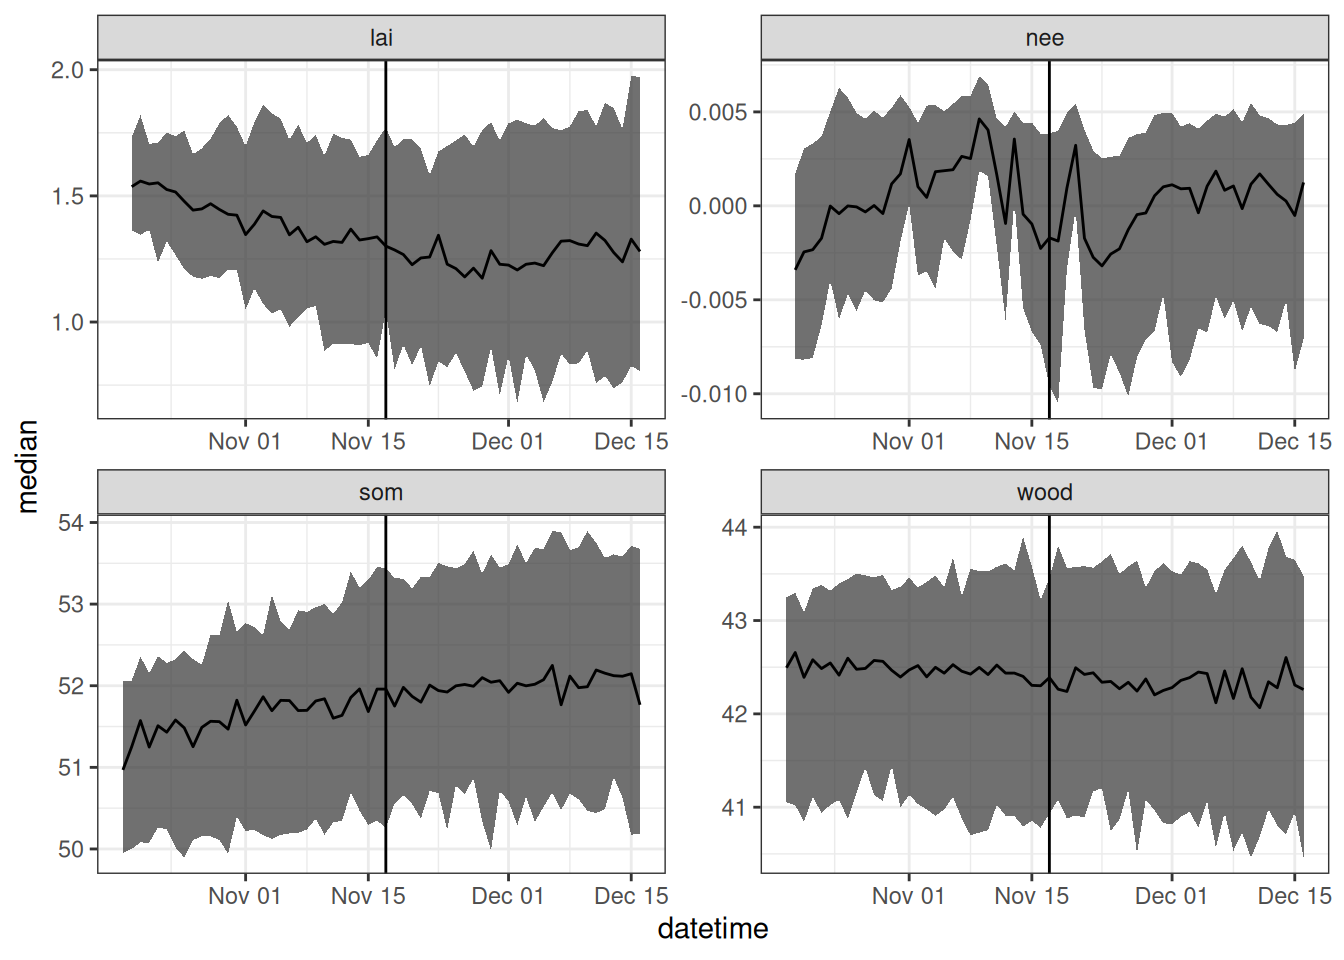 lai
nee
2.0
1.5
1.0
0.005
0.000
-0.005
-0.010
Nov 01 Nov 15 Dec 01 Dec 15
Nov 01 Nov 15 Dec 01 Dec 15
median
som
wood
54
53
52
51
50
44
43
42
41
Nov 01 Nov 15 Dec 01 Dec 15
Nov 01 Nov 15 Dec 01 Dec 15
datetime